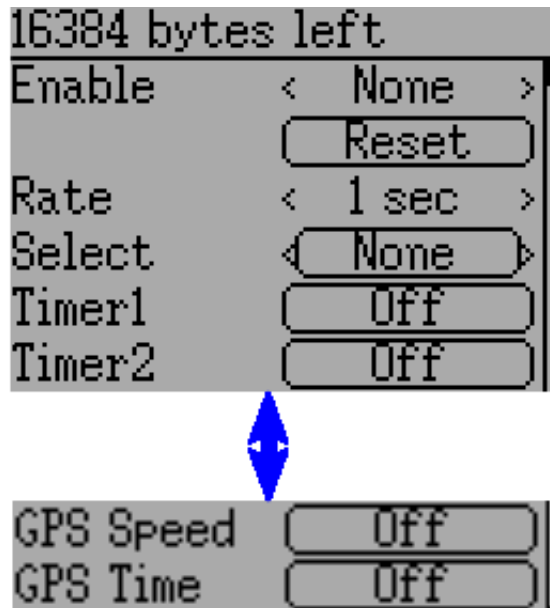 16384 bytes left
Enable < None >
Reset
Rate < 1 sec >
Select None
Timer1 Off
Timer2 Off
GPS Speed Off
GPS Time Off